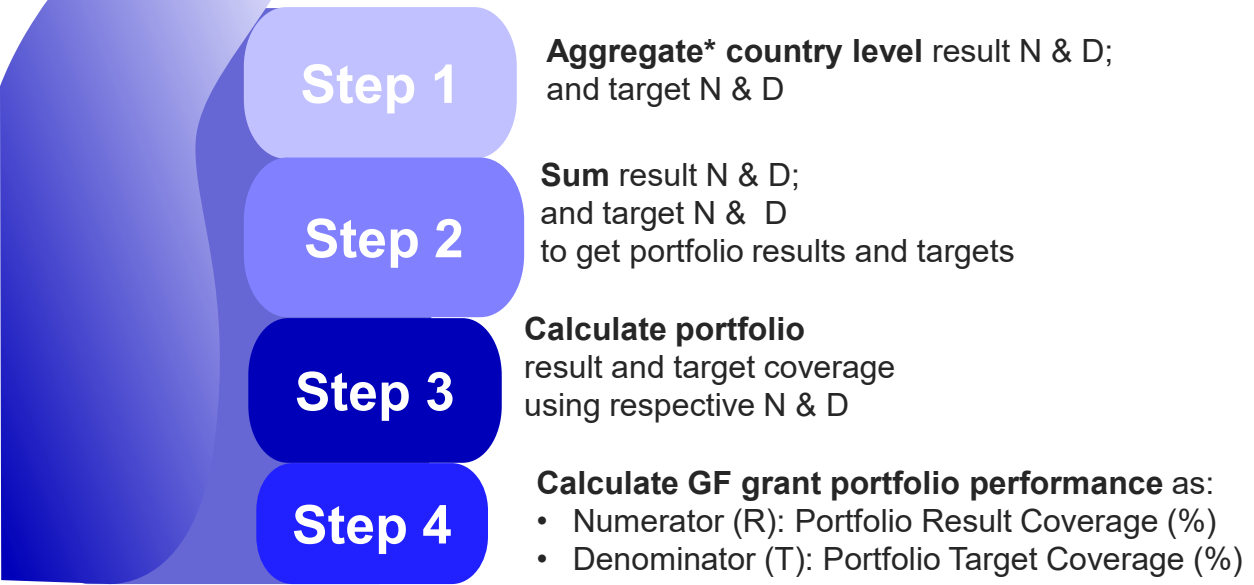 Step 1
Aggregate* country level result N & D;
and target N & D
Step 2
Sum result N & D;
and target N &  D
to get portfolio results and targets
Step 3
Calculate portfolio
result and target coverage
using respective N & D
Step 4
Calculate GF grant portfolio performance as:
• Numerator (R): Portfolio Result Coverage (%)
• Denominator (T): Portfolio Target Coverage (%)